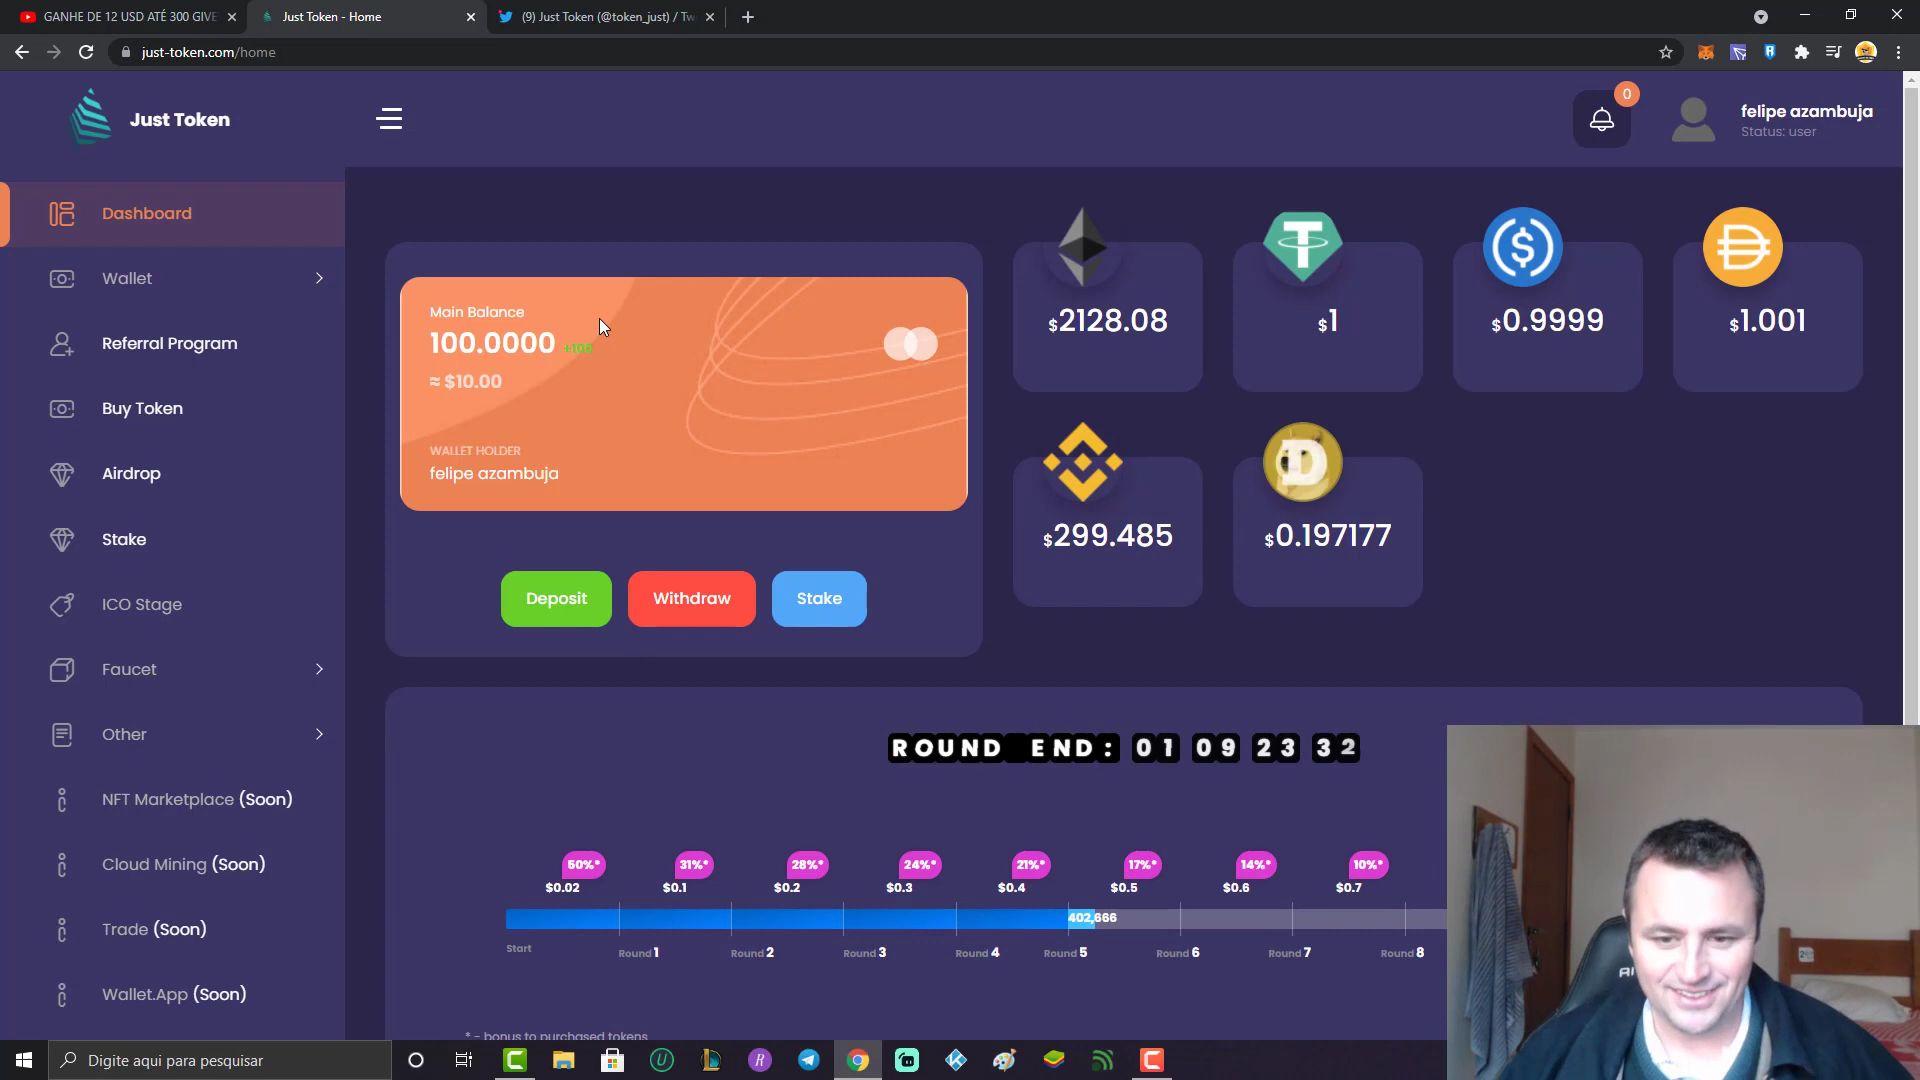 GANHE DE 12 USD ATÉ 300 GIVE
Just Token - Home
(9) Just Token (@token_just) / Tw
just-token.com/home
Just Token
0
felipe azambuja
Status: user
Dashboard
Wallet
Referral Program
Buy Token
Airdrop
Stake
ICO Stage
Faucet
Other
NFT Marketplace (Soon)
Cloud Mining (Soon)
Trade (Soon)
Wallet.App (Soon)
Main Balance
100.0000 +100
≈ $10.00
WALLET HOLDER
felipe azambuja
Deposit
Withdraw
Stake
$2128.08
$1
$0.9999
$1.001
$299.485
$0.197177
ROUND END: 01 09 23 32
50%* 31%* 28%* 24%* 21%* 17%* 14%* 10%*
$0.02 $0.1 $0.2 $0.3 $0.4 $0.5 $0.6 $0.7
402,666
Start Round 1 Round 2 Round 3 Round 4 Round 5 Round 6 Round 7 Round 8
* - bonus to purchased tokens
Digite aqui para pesquisar